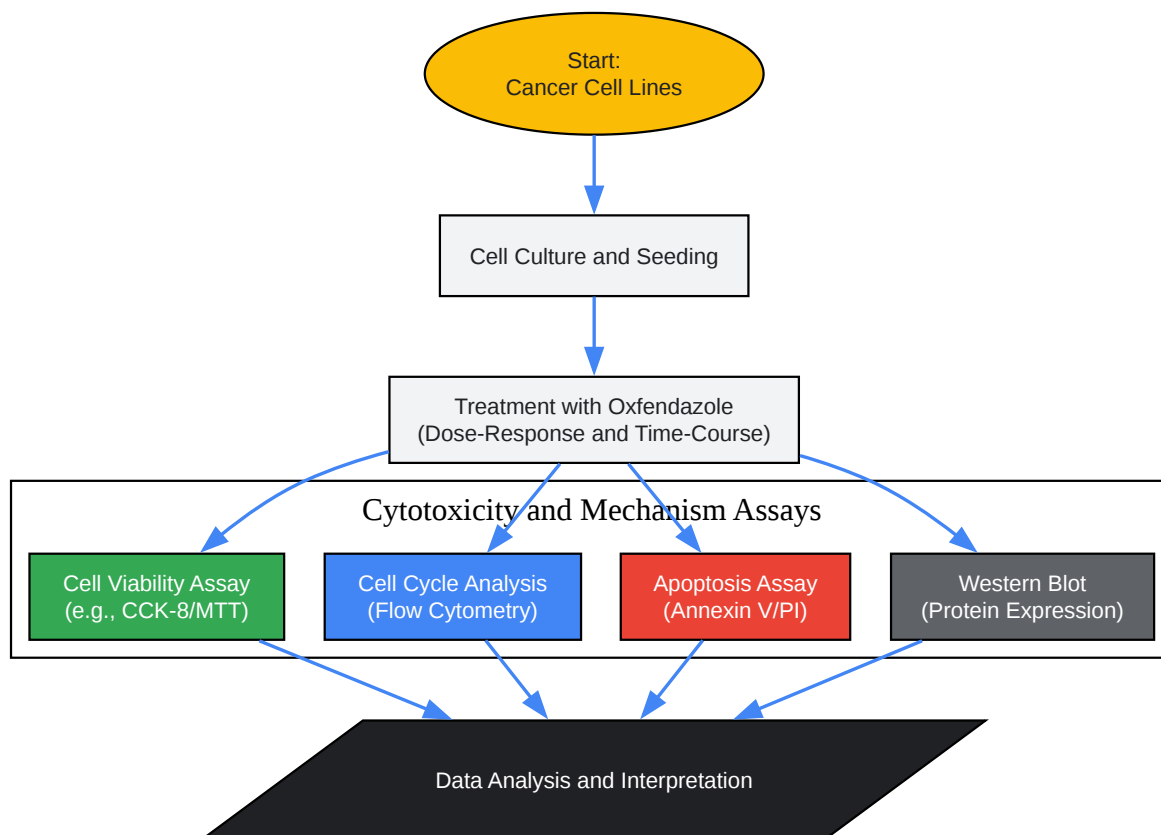 Start:
Cancer Cell Lines
Cell Culture and Seeding
Treatment with Oxfendazole
(Dose-Response and Time-Course)
Cytotoxicity and Mechanism Assays
Cell Viability Assay
(e.g., CCK-8/MTT)
Cell Cycle Analysis
(Flow Cytometry)
Apoptosis Assay
(Annexin V/PI)
Western Blot
(Protein Expression)
Data Analysis and Interpretation